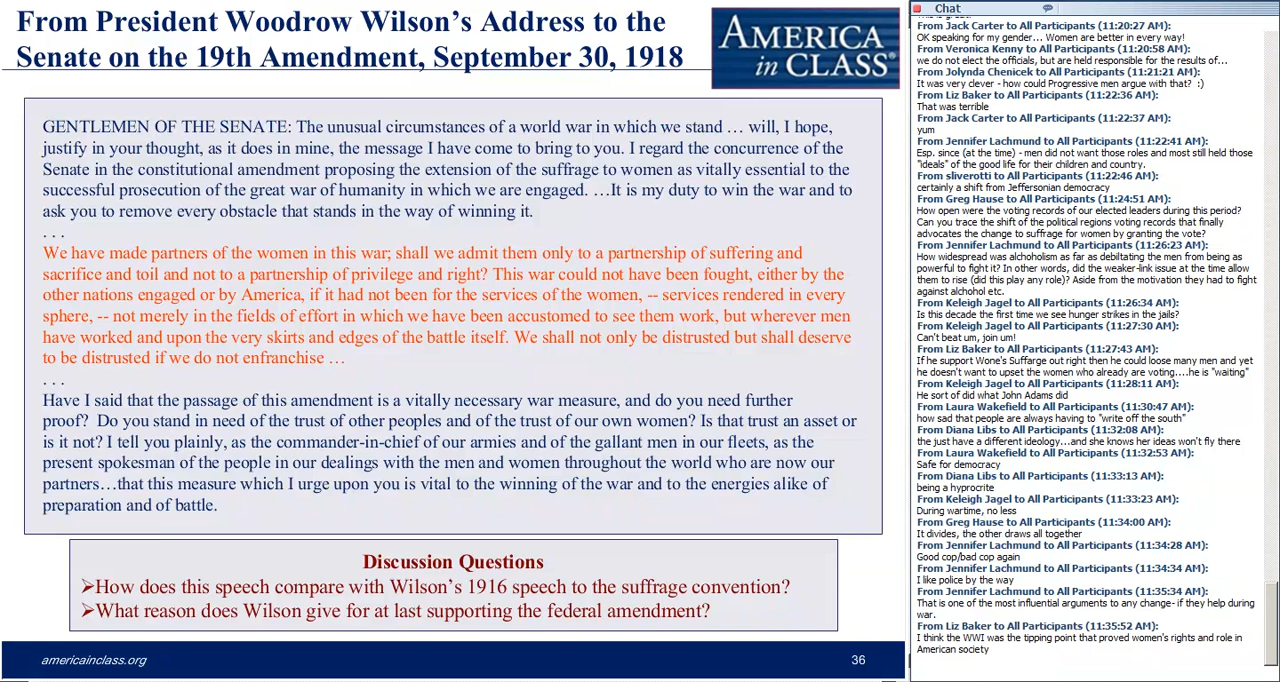 From President Woodrow Wilson's Address to the
Senate on the 19th Amendment, September 30, 1918
AMERICA
in CLASS®
GENTLEMEN OF THE SENATE: The unusual circumstances of a world war in which we stand … will, I hope,
justify in your thought, as it does in mine, the message I have come to bring to you. I regard the concurrence of the
Senate in the constitutional amendment proposing the extension of the suffrage to women as vitally essential to the
successful prosecution of the great war of humanity in which we are engaged. …It is my duty to win the war and to
ask you to remove every obstacle that stands in the way of winning it.
. . .
We have made partners of the women in this war; shall we admit them only to a partnership of suffering and
sacrifice and toil and not to a partnership of privilege and right? This war could not have been fought, either by the
other nations engaged or by America, if it had not been for the services of the women, -- services rendered in every
sphere, -- not merely in the fields of effort in which we have been accustomed to see them work, but wherever men
have worked and upon the very skirts and edges of the battle itself. We shall not only be distrusted but shall deserve
to be distrusted if we do not enfranchise …
. . .
Have I said that the passage of this amendment is a vitally necessary war measure, and do you need further
proof?  Do you stand in need of the trust of other peoples and of the trust of our own women? Is that trust an asset or
is it not? I tell you plainly, as the commander-in-chief of our armies and of the gallant men in our fleets, as the
present spokesman of the people in our dealings with the men and women throughout the world who are now our
partners…that this measure which I urge upon you is vital to the winning of the war and to the energies alike of
preparation and of battle.
Discussion Questions
➢How does this speech compare with Wilson's 1916 speech to the suffrage convention?
➢What reason does Wilson give for at last supporting the federal amendment?
americainclass.org
36
Chat
From Jack Carter to All Participants (11:20:27 AM):
OK speaking for my gender... Women are better in every way!
From Veronica Kenny to All Participants (11:20:58 AM):
we do not elect the officials, but are held responsible for the results of...
From Jolynda Chenicek to All Participants (11:21:21 AM):
It was very clever - how could Progressive men argue with that?  :)
From Liz Baker to All Participants (11:22:36 AM):
That was terrible
From Jack Carter to All Participants (11:22:37 AM):
yum
From Jennifer Lachmund to All Participants (11:22:41 AM):
Esp. since (at the time) - men did not want those roles and most still held those
"ideals" of the good life for their children and country.
From sliverotti to All Participants (11:22:46 AM):
certainly a shift from Jeffersonian democracy
From Greg Hause to All Participants (11:24:51 AM):
How open were the voting records of our elected leaders during this period?
Can you trace the shift of the political regions voting records that finally
advocates the change to suffrage for women by granting the vote?
From Jennifer Lachmund to All Participants (11:26:23 AM):
How widespread was alchoholism as far as debiltating the men from being as
powerful to fight it? In other words, did the weaker-link issue at the time allow
them to rise (did this play any role)? Aside from the motivation they had to fight
against alchohol etc.
From Keleigh Jagel to All Participants (11:26:34 AM):
Is this decade the first time we see hunger strikes in the jails?
From Keleigh Jagel to All Participants (11:27:30 AM):
Can't beat um, join um!
From Liz Baker to All Participants (11:27:43 AM):
If he support Wone's Suffarge out right then he could loose many men and yet
he doesn't want to upset the women who already are voting....he is "waiting"
From Keleigh Jagel to All Participants (11:28:11 AM):
He sort of did what John Adams did
From Laura Wakefield to All Participants (11:30:47 AM):
how sad that people are always having to "write off the south"
From Diana Libs to All Participants (11:32:08 AM):
the just have a different ideology...and she knows her ideas won't fly there
From Laura Wakefield to All Participants (11:32:53 AM):
Safe for democracy
From Diana Libs to All Participants (11:33:13 AM):
being a hyprocrite
From Keleigh Jagel to All Participants (11:33:23 AM):
During wartime, no less
From Greg Hause to All Participants (11:34:00 AM):
It divides, the other draws all together
From Jennifer Lachmund to All Participants (11:34:28 AM):
Good cop/bad cop again
From Jennifer Lachmund to All Participants (11:34:34 AM):
I like police by the way
From Jennifer Lachmund to All Participants (11:35:34 AM):
That is one of the most influential arguments to any change- if they help during
war.
From Liz Baker to All Participants (11:35:52 AM):
I think the WWI was the tipping point that proved women's rights and role in
American society